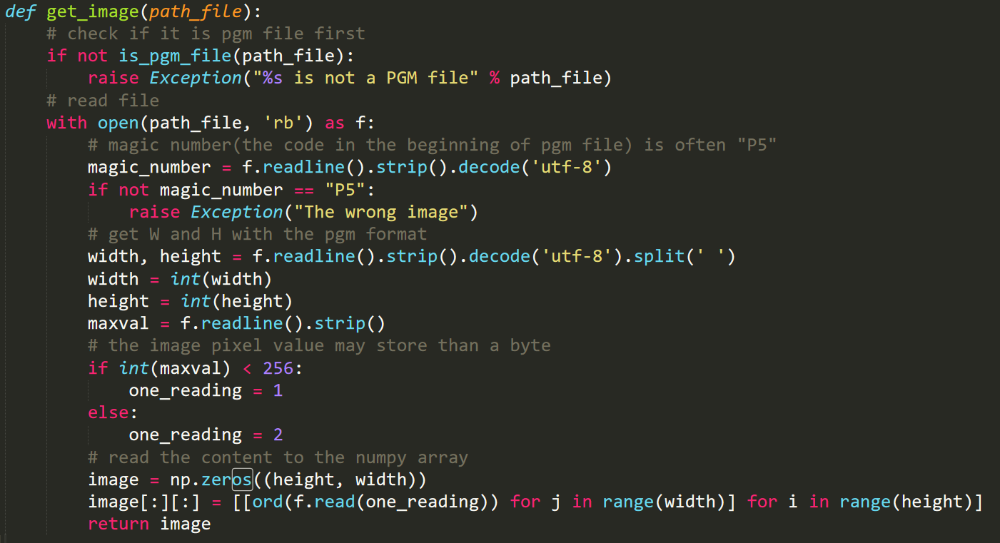 def get_image(path_file):
    # check if it is pgm file first
    if not is_pgm_file(path_file):
        raise Exception("%s is not a PGM file" % path_file)
    # read file
    with open(path_file, 'rb') as f:
        # magic number(the code in the beginning of pgm file) is often "P5"
        magic_number = f.readline().strip().decode('utf-8')
        if not magic_number == "P5":
            raise Exception("The wrong image")
        # get W and H with the pgm format
        width, height = f.readline().strip().decode('utf-8').split(' ')
        width = int(width)
        height = int(height)
        maxval = f.readline().strip()
        # the image pixel value may store than a byte
        if int(maxval) < 256:
            one_reading = 1
        else:
            one_reading = 2
        # read the content to the numpy array
        image = np.zeros((height, width))
        image[:][:] = [[ord(f.read(one_reading)) for j in range(width)] for i in range(height)]
        return image